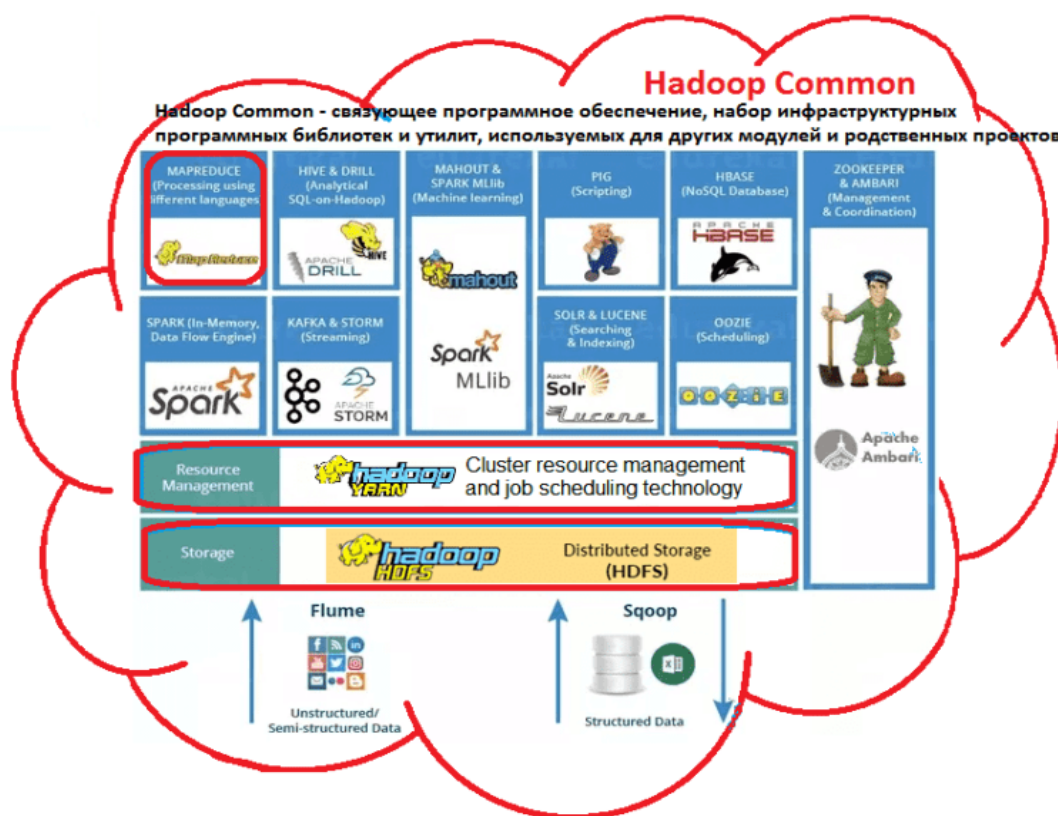 Hadoop Common
Hadoop Common - связующее программное обеспечение, набор инфраструктурных
программных библиотек и утилит, используемых для других модулей и родственных проектов
MAPREDUCE
(Processing using
different languages)
Map Reduce
HIVE & DRILL
(Analytical
SQL-on-Hadoop)
HIVE
APACHE
DRILL
MAHOUT &
SPARK MLlib
(Machine learning)
mahout
Spark
MLlib
PIG
(Scripting)
HBASE
(NoSQL Database)
APACHE
HBASE
ZOOKEEPER
& AMBARI
(Management
& Coordination)
Apache
Ambari
SPARK (In-Memory,
Data Flow Engine)
APACHE
Spark
KAFKA & STORM
(Streaming)
APACHE
STORM
SOLR & LUCENE
(Searching
& Indexing)
Apache
Solr
Lucene
OOZIE
(Scheduling)
OOZIE
Resource
Management
hadoop
YARN
Cluster resource management
and job scheduling technology
Storage
hadoop
HDFS
Distributed Storage
(HDFS)
Flume
Unstructured/
Semi-structured Data
Sqoop
Structured Data